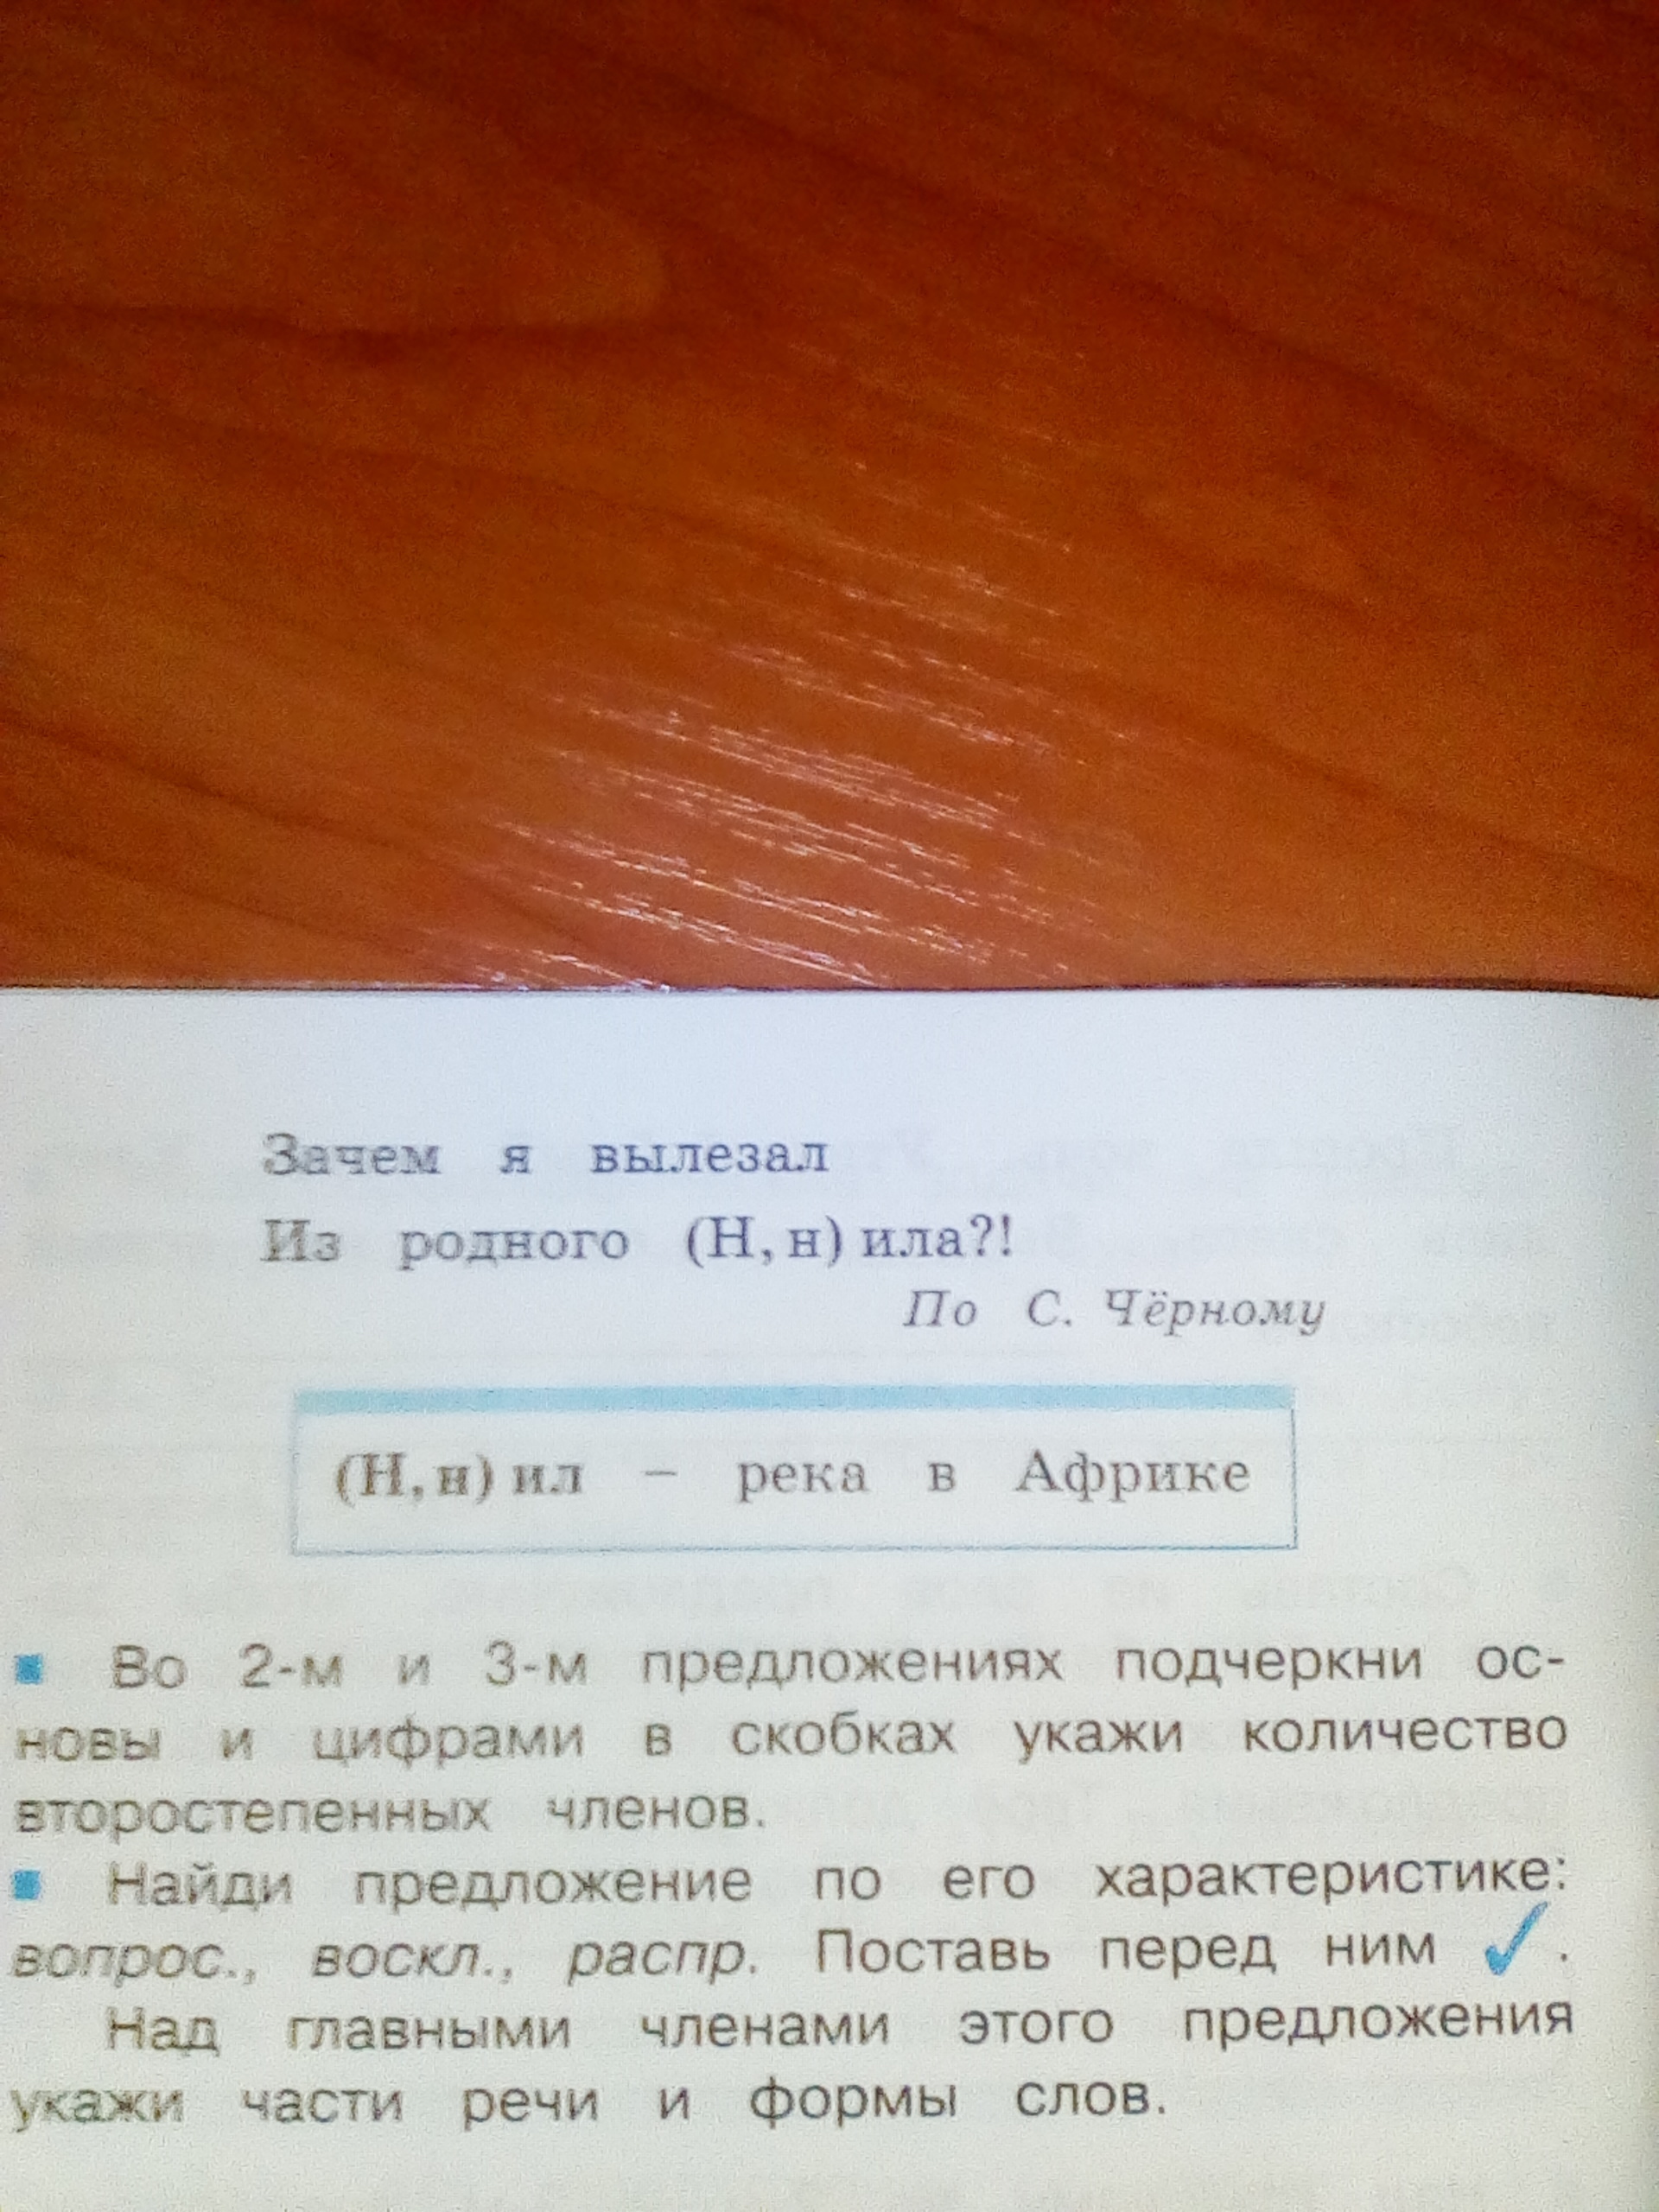 Зачем я вылезал
Из родного (Н, н) ила?!
По С. Чёрному
(Н, н) ил – река в Африке
Во 2-м и 3-м предложениях подчеркни ос-
новы и цифрами в скобках укажи количество
второстепенных членов.
Найди предложение по его характеристике:
вопрос., воскл., распр. Поставь перед ним ✓.
Над главными членами этого предложения
укажи части речи и формы слов.